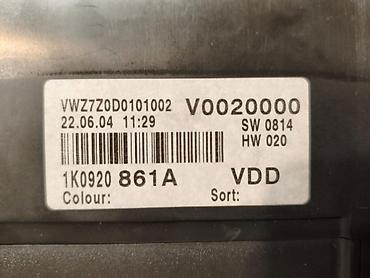 VWZ7Z0D0101002 V0020000
22.06.04 11:29 SW 0814
HW 020
1K0920 861A VDD
Colour: Sort: